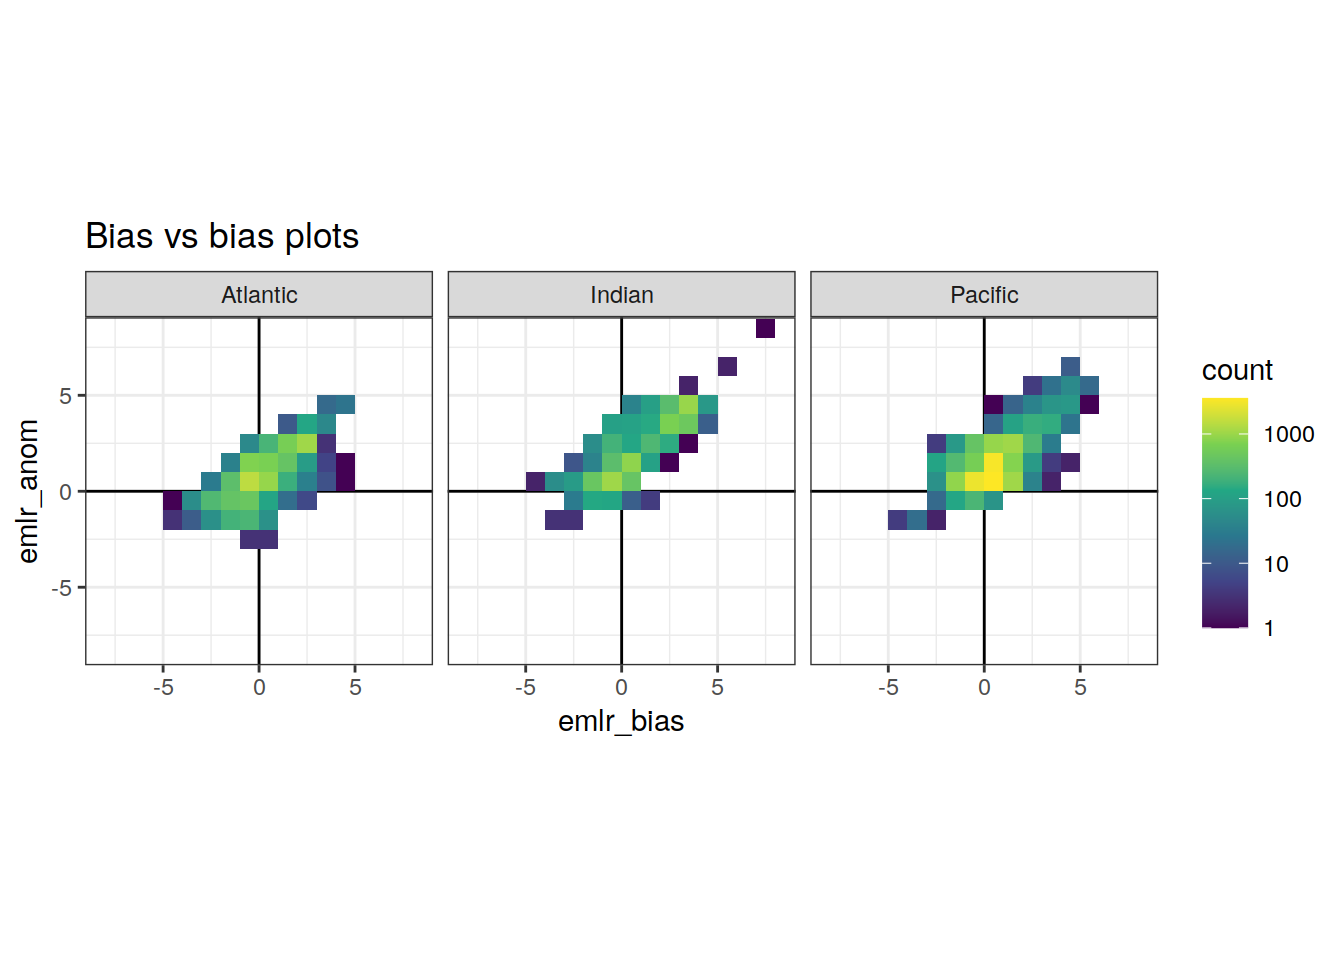 Bias vs bias plots
Atlantic Indian Pacific
emlr_anom
5
0
-5
-5 0 5 -5 0 5 -5 0 5
emlr_bias
count
1000
100
10
1